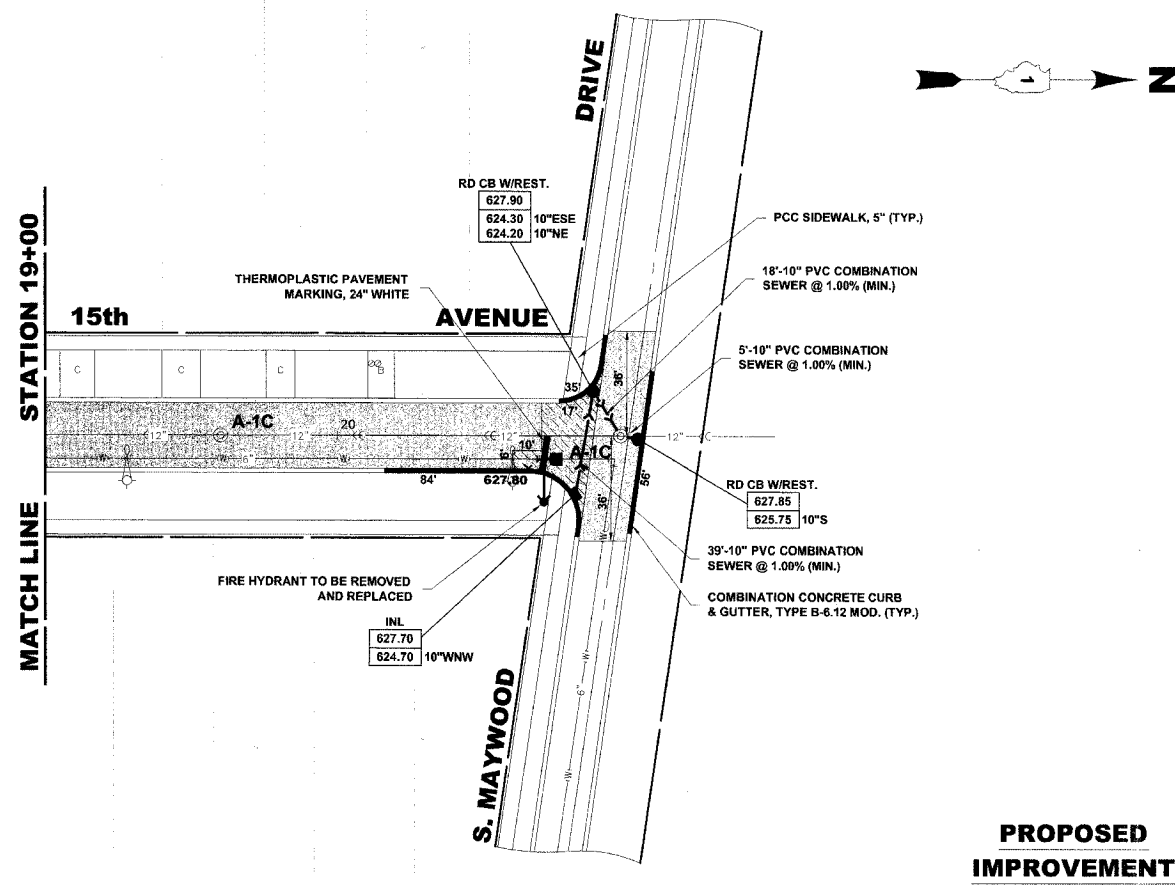 DRIVE
N
1
RD CB W/REST.
627.90
624.30 10"ESE
624.20 10"NE
PCC SIDEWALK, 5" (TYP.)
THERMOPLASTIC PAVEMENT
MARKING, 24" WHITE
18'-10" PVC COMBINATION
SEWER @ 1.00% (MIN.)
STATION 19+00
15th
AVENUE
5'-10" PVC COMBINATION
SEWER @ 1.00% (MIN.)
C
C
C
B
35'
36'
17'
A-1C
20
12"
12"
12"
12"
10'
6'
A-1C
W
W
6"
W
W
84'
627.80
36'
56'
W
RD CB W/REST.
627.85
625.75 10"S
MATCH LINE
39'-10" PVC COMBINATION
SEWER @ 1.00% (MIN.)
FIRE HYDRANT TO BE REMOVED
AND REPLACED
COMBINATION CONCRETE CURB
& GUTTER, TYPE B-6.12 MOD. (TYP.)
INL
627.70
624.70 10"WNW
W
6"
W
S. MAYWOOD
PROPOSED
IMPROVEMENT